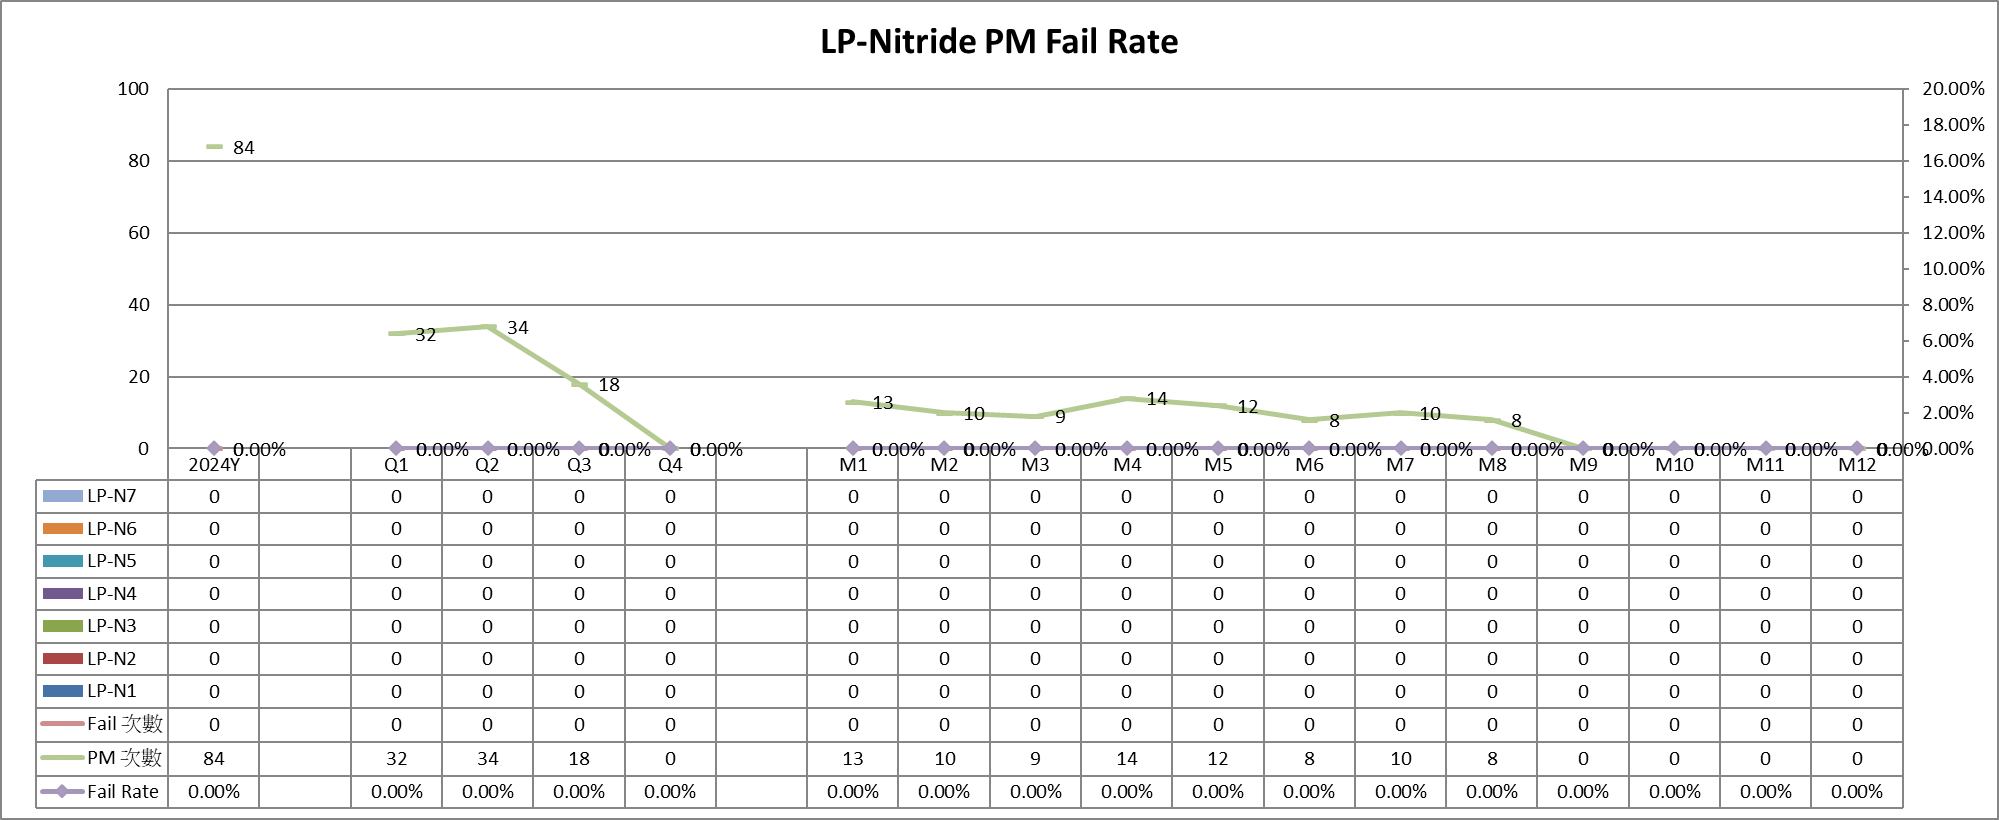 LP-Nitride PM Fail Rate
100 20.00%
18.00%
84
80 16.00%
14.00%
60 12.00%
10.00%
40 8.00%
32 34 6.00%
20 18 4.00%
13 10 9 14 12 8 10 8 2.00%
0 0.00% 0.00% 0.00% 0.00% 0.00% 0.00% 0.00% 0.00% 0.00% 0.00% 0.00% 0.00% 0.00% 0.00% 0.00% 0.00% 0.00% 0.00%
2024Y Q1 Q2 Q3 Q4 M1 M2 M3 M4 M5 M6 M7 M8 M9 M10 M11 M12
LP-N7 0 0 0 0 0 0 0 0 0 0 0 0 0 0 0 0 0
LP-N6 0 0 0 0 0 0 0 0 0 0 0 0 0 0 0 0 0
LP-N5 0 0 0 0 0 0 0 0 0 0 0 0 0 0 0 0 0
LP-N4 0 0 0 0 0 0 0 0 0 0 0 0 0 0 0 0 0
LP-N3 0 0 0 0 0 0 0 0 0 0 0 0 0 0 0 0 0
LP-N2 0 0 0 0 0 0 0 0 0 0 0 0 0 0 0 0 0
LP-N1 0 0 0 0 0 0 0 0 0 0 0 0 0 0 0 0 0
Fail 次數 0 0 0 0 0 0 0 0 0 0 0 0 0 0 0 0 0
PM 次數 84 32 34 18 0 13 10 9 14 12 8 10 8 0 0 0 0
Fail Rate 0.00% 0.00% 0.00% 0.00% 0.00% 0.00% 0.00% 0.00% 0.00% 0.00% 0.00% 0.00% 0.00% 0.00% 0.00% 0.00% 0.00%